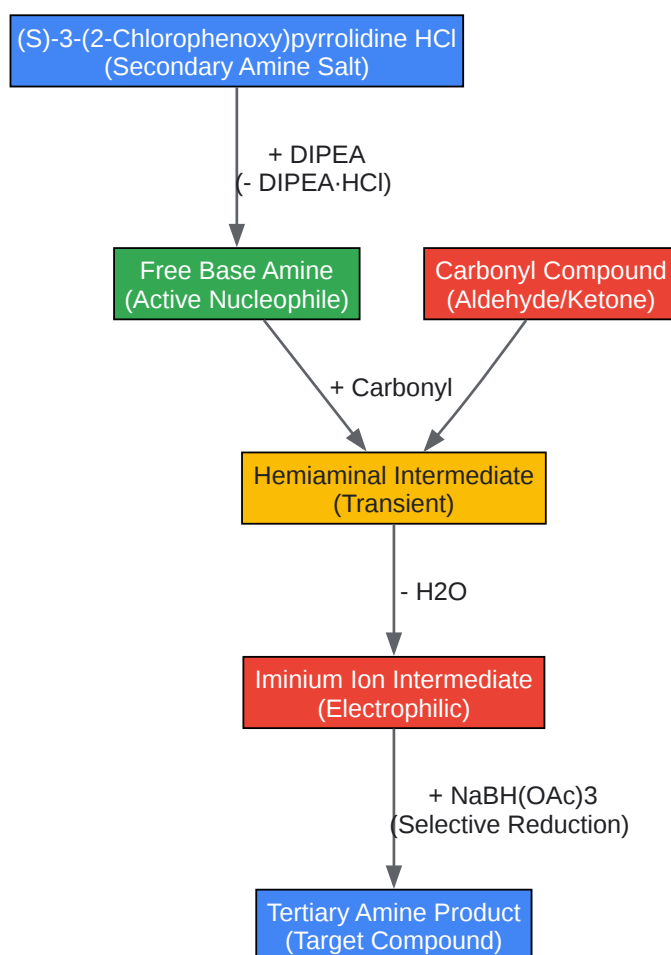 (S)-3-(2-Chlorophenoxy)pyrrolidine HCl
(Secondary Amine Salt)
+ DIPEA
(- DIPEA·HCl)
Free Base Amine
(Active Nucleophile)
Carbonyl Compound
(Aldehyde/Ketone)
+ Carbonyl
Hemiaminal Intermediate
(Transient)
- H2O
Iminium Ion Intermediate
(Electrophilic)
+ NaBH(OAc)3
(Selective Reduction)
Tertiary Amine Product
(Target Compound)